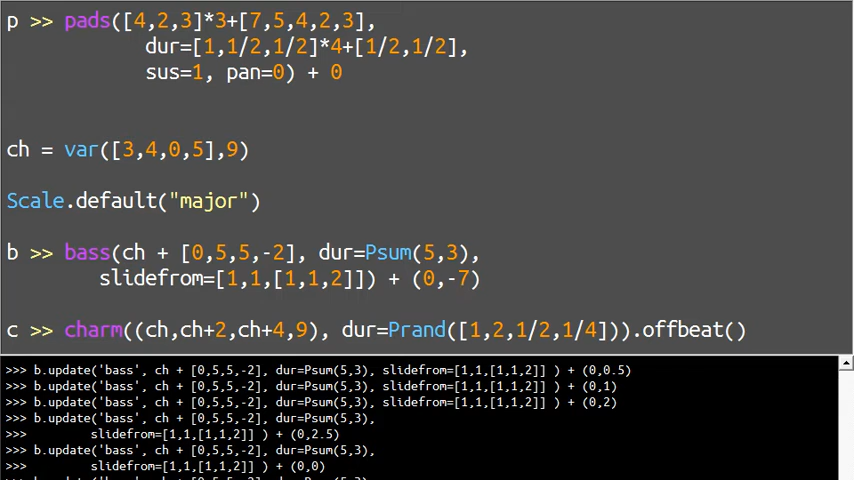 p >> pads([4,2,3]*3+[7,5,4,2,3],
dur=[1,1/2,1/2]*4+[1/2,1/2],
sus=1, pan=0) + 0
ch = var([3,4,0,5],9)
Scale.default("major")
b >> bass(ch + [0,5,5,-2], dur=Psum(5,3),
slidefrom=[1,1,[1,1,2]]) + (0,-7)
c >> charm((ch,ch+2,ch+4,9), dur=Prand([1,2,1/2,1/4])).offbeat()
>>> b.update('bass', ch + [0,5,5,-2], dur=Psum(5,3), slidefrom=[1,1,[1,1,2]] ) + (0,0.5)
>>> b.update('bass', ch + [0,5,5,-2], dur=Psum(5,3), slidefrom=[1,1,[1,1,2]] ) + (0,1)
>>> b.update('bass', ch + [0,5,5,-2], dur=Psum(5,3), slidefrom=[1,1,[1,1,2]] ) + (0,2)
>>> b.update('bass', ch + [0,5,5,-2], dur=Psum(5,3),
>>> slidefrom=[1,1,[1,1,2]] ) + (0,2.5)
>>> b.update('bass', ch + [0,5,5,-2], dur=Psum(5,3),
>>> slidefrom=[1,1,[1,1,2]] ) + (0,0)